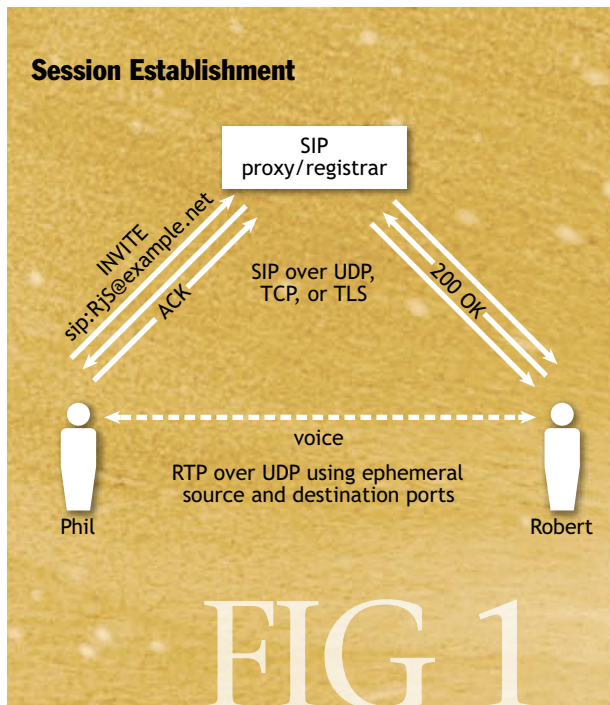 Session Establishment
SIP
proxy/registrar
INVITE
sip:RjS@example.net
ACK
SIP over UDP,
TCP, or TLS
200 OK
voice
RTP over UDP using ephemeral
source and destination ports
Phil
Robert
FIG 1